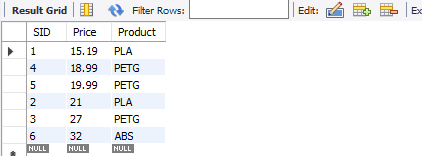 Result Grid Filter Rows: Edit: Ex
SID Price Product
1 15.19 PLA
4 18.99 PETG
5 19.99 PETG
2 21 PLA
3 27 PETG
6 32 ABS
NULL NULL NULL